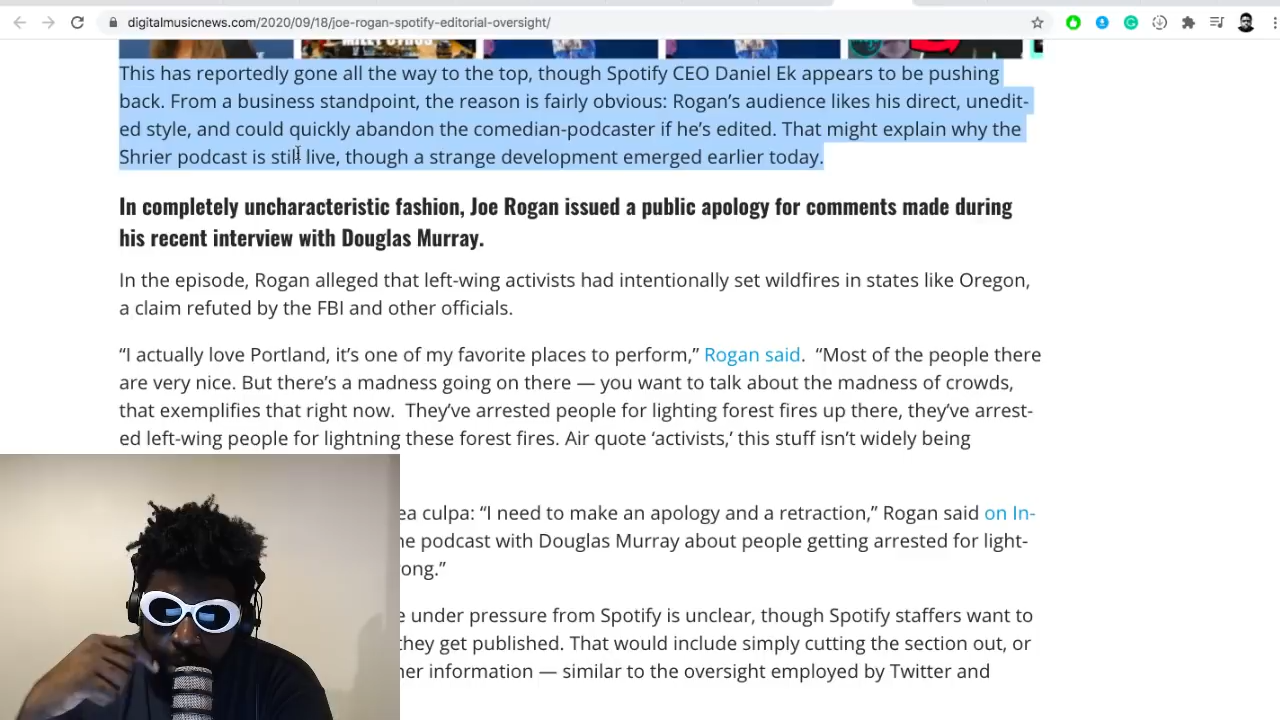 digitalmusicnews.com/2020/09/18/joe-rogan-spotify-editorial-oversight/
This has reportedly gone all the way to the top, though Spotify CEO Daniel Ek appears to be pushing
back. From a business standpoint, the reason is fairly obvious: Rogan's audience likes his direct, unedit-
ed style, and could quickly abandon the comedian-podcaster if he's edited. That might explain why the
Shrier podcast is still live, though a strange development emerged earlier today.
In completely uncharacteristic fashion, Joe Rogan issued a public apology for comments made during
his recent interview with Douglas Murray.
In the episode, Rogan alleged that left-wing activists had intentionally set wildfires in states like Oregon,
a claim refuted by the FBI and other officials.
“I actually love Portland, it's one of my favorite places to perform,” Rogan said.  “Most of the people there
are very nice. But there's a madness going on there — you want to talk about the madness of crowds,
that exemplifies that right now.  They've arrested people for lighting forest fires up there, they've arrest-
ed left-wing people for lightning these forest fires. Air quote ‘activists,’ this stuff isn't widely being
ea culpa: “I need to make an apology and a retraction,” Rogan said on In-
he podcast with Douglas Murray about people getting arrested for light-
ong.”
e under pressure from Spotify is unclear, though Spotify staffers want to
they get published. That would include simply cutting the section out, or
her information — similar to the oversight employed by Twitter and